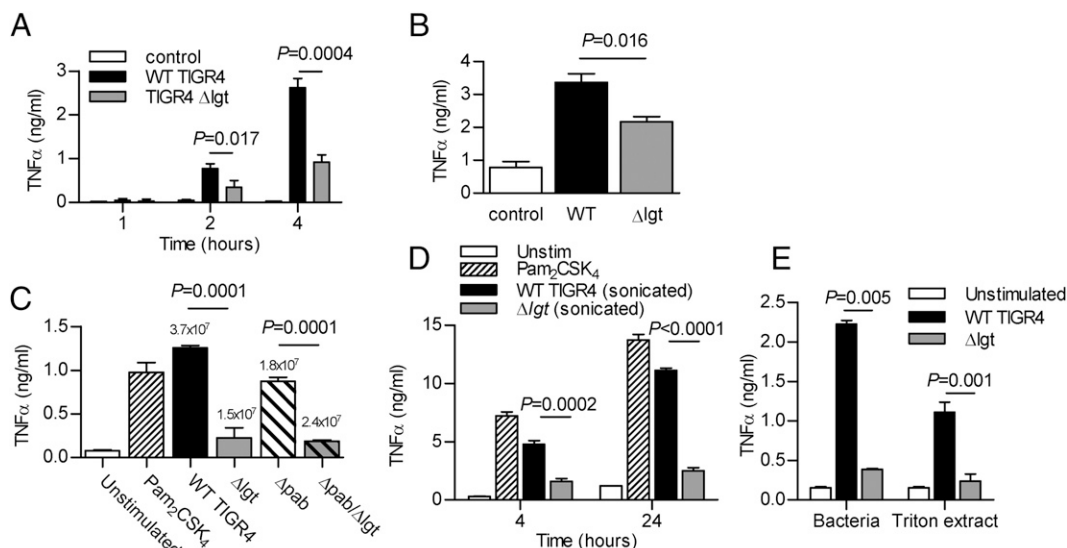 A
control
WT TIGR4
TIGR4 Δlgt
P=0.0004
P=0.017
TNFα (ng/ml)
3
2
1
0
1 2 4
Time (hours)
B
P=0.016
TNFα (ng/ml)
4
3
2
1
0
control WT Δlgt
C
P=0.0001
P=0.0001
3.7x10⁷
1.5x10⁷
1.8x10⁷
2.4x10⁷
TNFα (ng/ml)
1.5
1.0
0.5
0.0
Unstimulated
Pam₂CSK₄
WT TIGR4
Δlgt
Δpab
Δpab/Δlgt
D
Unstim
Pam₂CSK₄
WT TIGR4 (sonicated)
Δlgt (sonicated)
P<0.0001
P=0.0002
TNFα (ng/ml)
15
10
5
0
4 24
Time (hours)
E
Unstimulated
WT TIGR4
Δlgt
P=0.005
P=0.001
TNFα (ng/ml)
2.5
2.0
1.5
1.0
0.5
0.0
Bacteria Triton extract